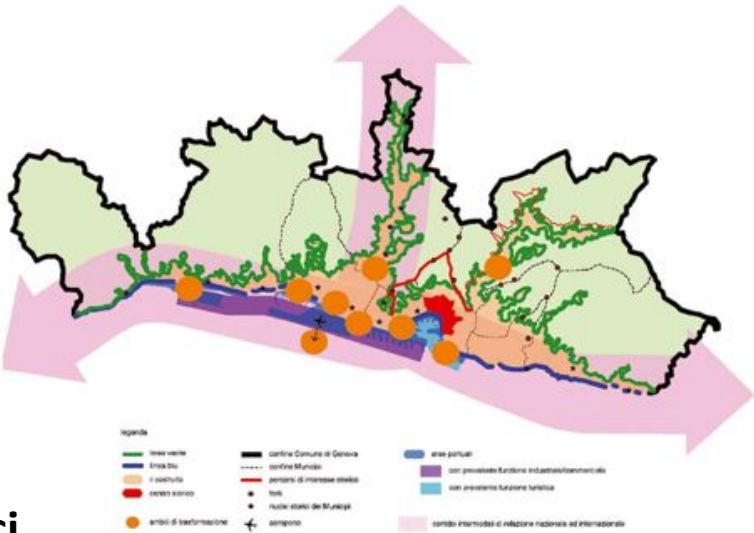 legenda
linea verde
linea blu
il costruito
centro storico
ambiti di trasformazione
confine Comune di Genova
confine Municipi
percorsi di interesse storico
forti
nuclei storici dei Municipi
aeroporto
aree portuali
con prevalente funzione industriale/commerciale
con prevalente funzione turistica
corridoi intermodali di relazione nazionale ed internazionale
ci